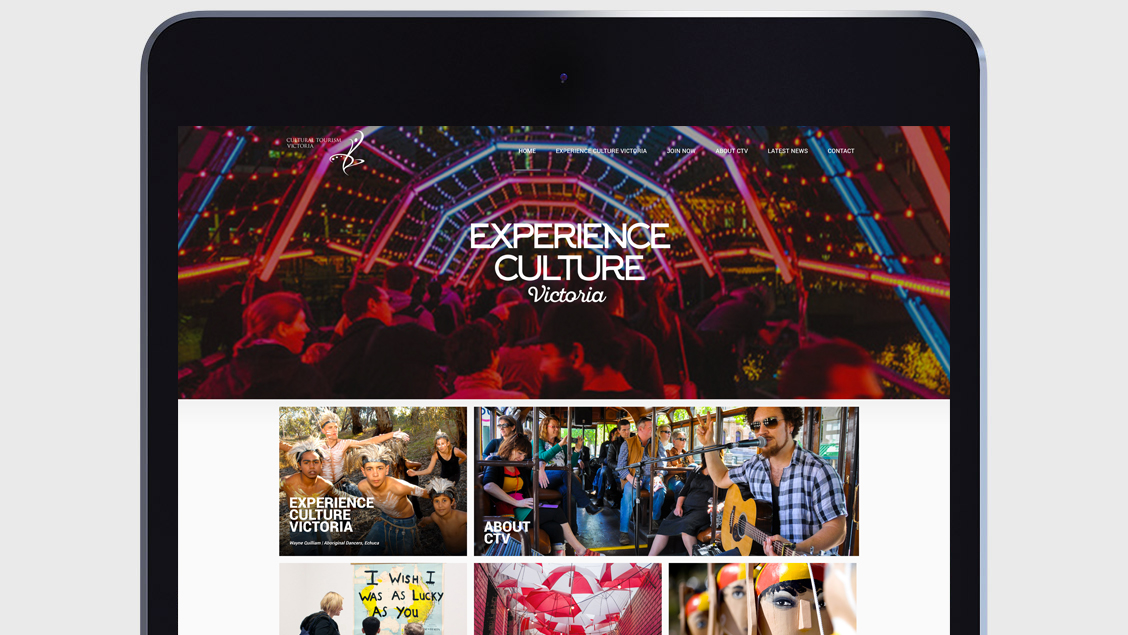 CULTURAL TOURISM
VICTORIA
HOME EXPERIENCE CULTURE VICTORIA JOIN NOW ABOUT CTV LATEST NEWS CONTACT
EXPERIENCE
CULTURE
Victoria
EXPERIENCE
CULTURE
VICTORIA
Wayne Quilliam | Aboriginal Dancers, Echuca
ABOUT
CTV
I WISH I
WAS AS LUCKY
AS YOU